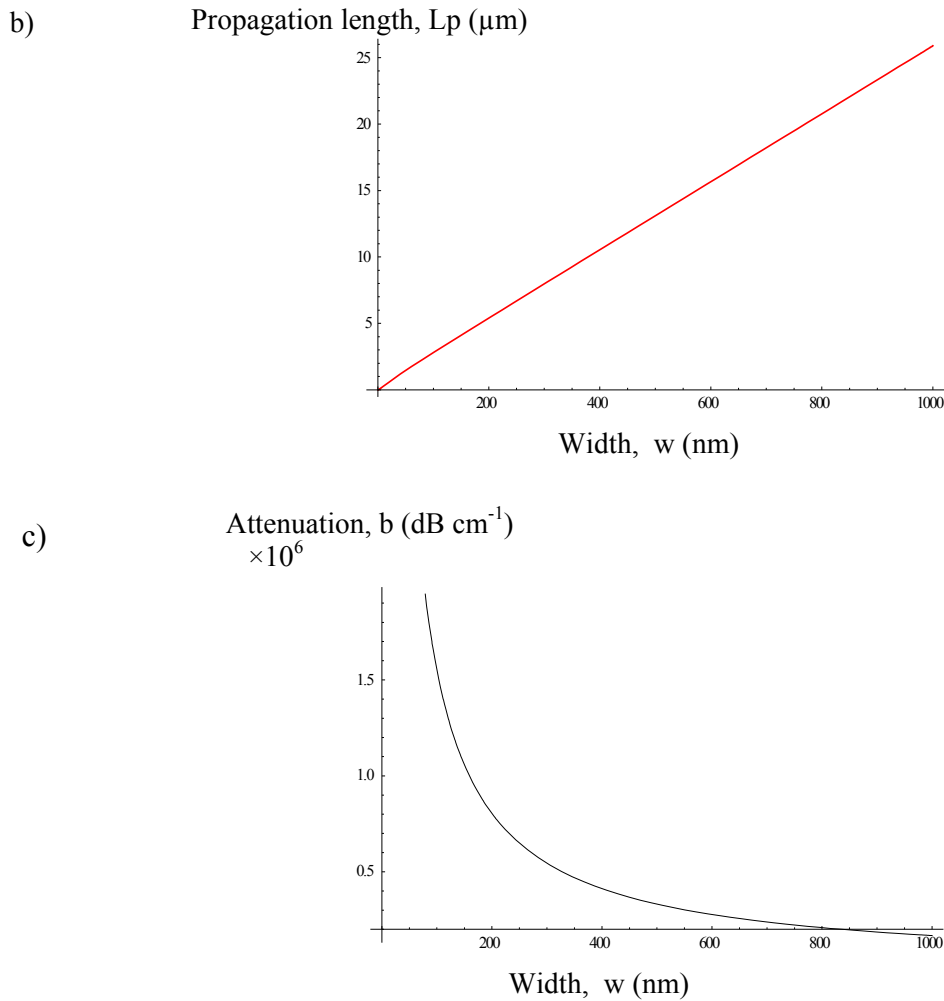 b)
Propagation length, Lp (µm)
25
20
15
10
5
200 400 600 800 1000
Width, w (nm)
c)
Attenuation, b (dB cm⁻¹)
×10⁶
1.5
1.0
0.5
200 400 600 800 1000
Width, w (nm)